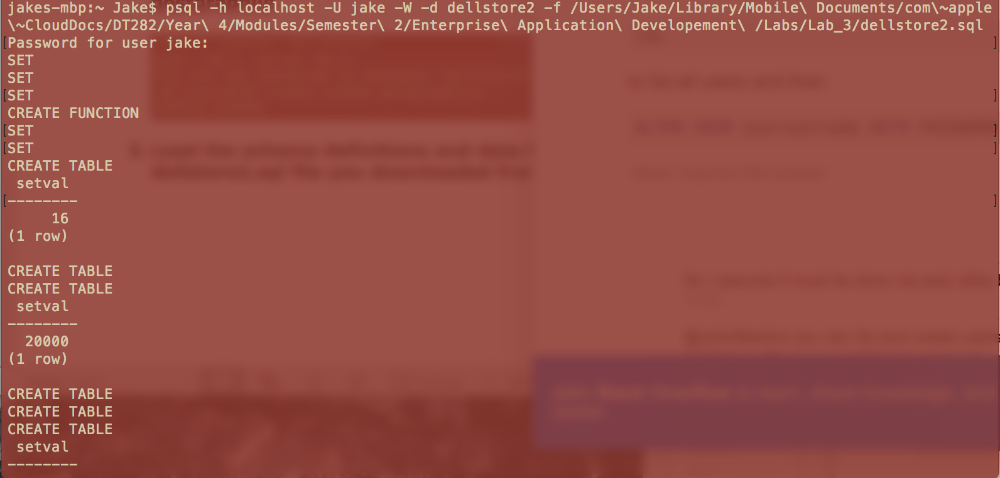 jakes-mbp:~ Jake$ psql -h localhost -U jake -W -d dellstore2 -f /Users/Jake/Library/Mobile\ Documents/com\~apple
\~CloudDocs/DT282/Year\ 4/Modules/Semester\ 2/Enterprise\ Application\ Developement\ /Labs/Lab_3/dellstore2.sql
[Password for user jake: ]
SET
SET
[SET ]
CREATE FUNCTION
[SET ]
[SET ]
CREATE TABLE
 setval
[-------- ]
     16
(1 row)

CREATE TABLE
CREATE TABLE
 setval
--------
  20000
(1 row)

CREATE TABLE
CREATE TABLE
CREATE TABLE
 setval
--------